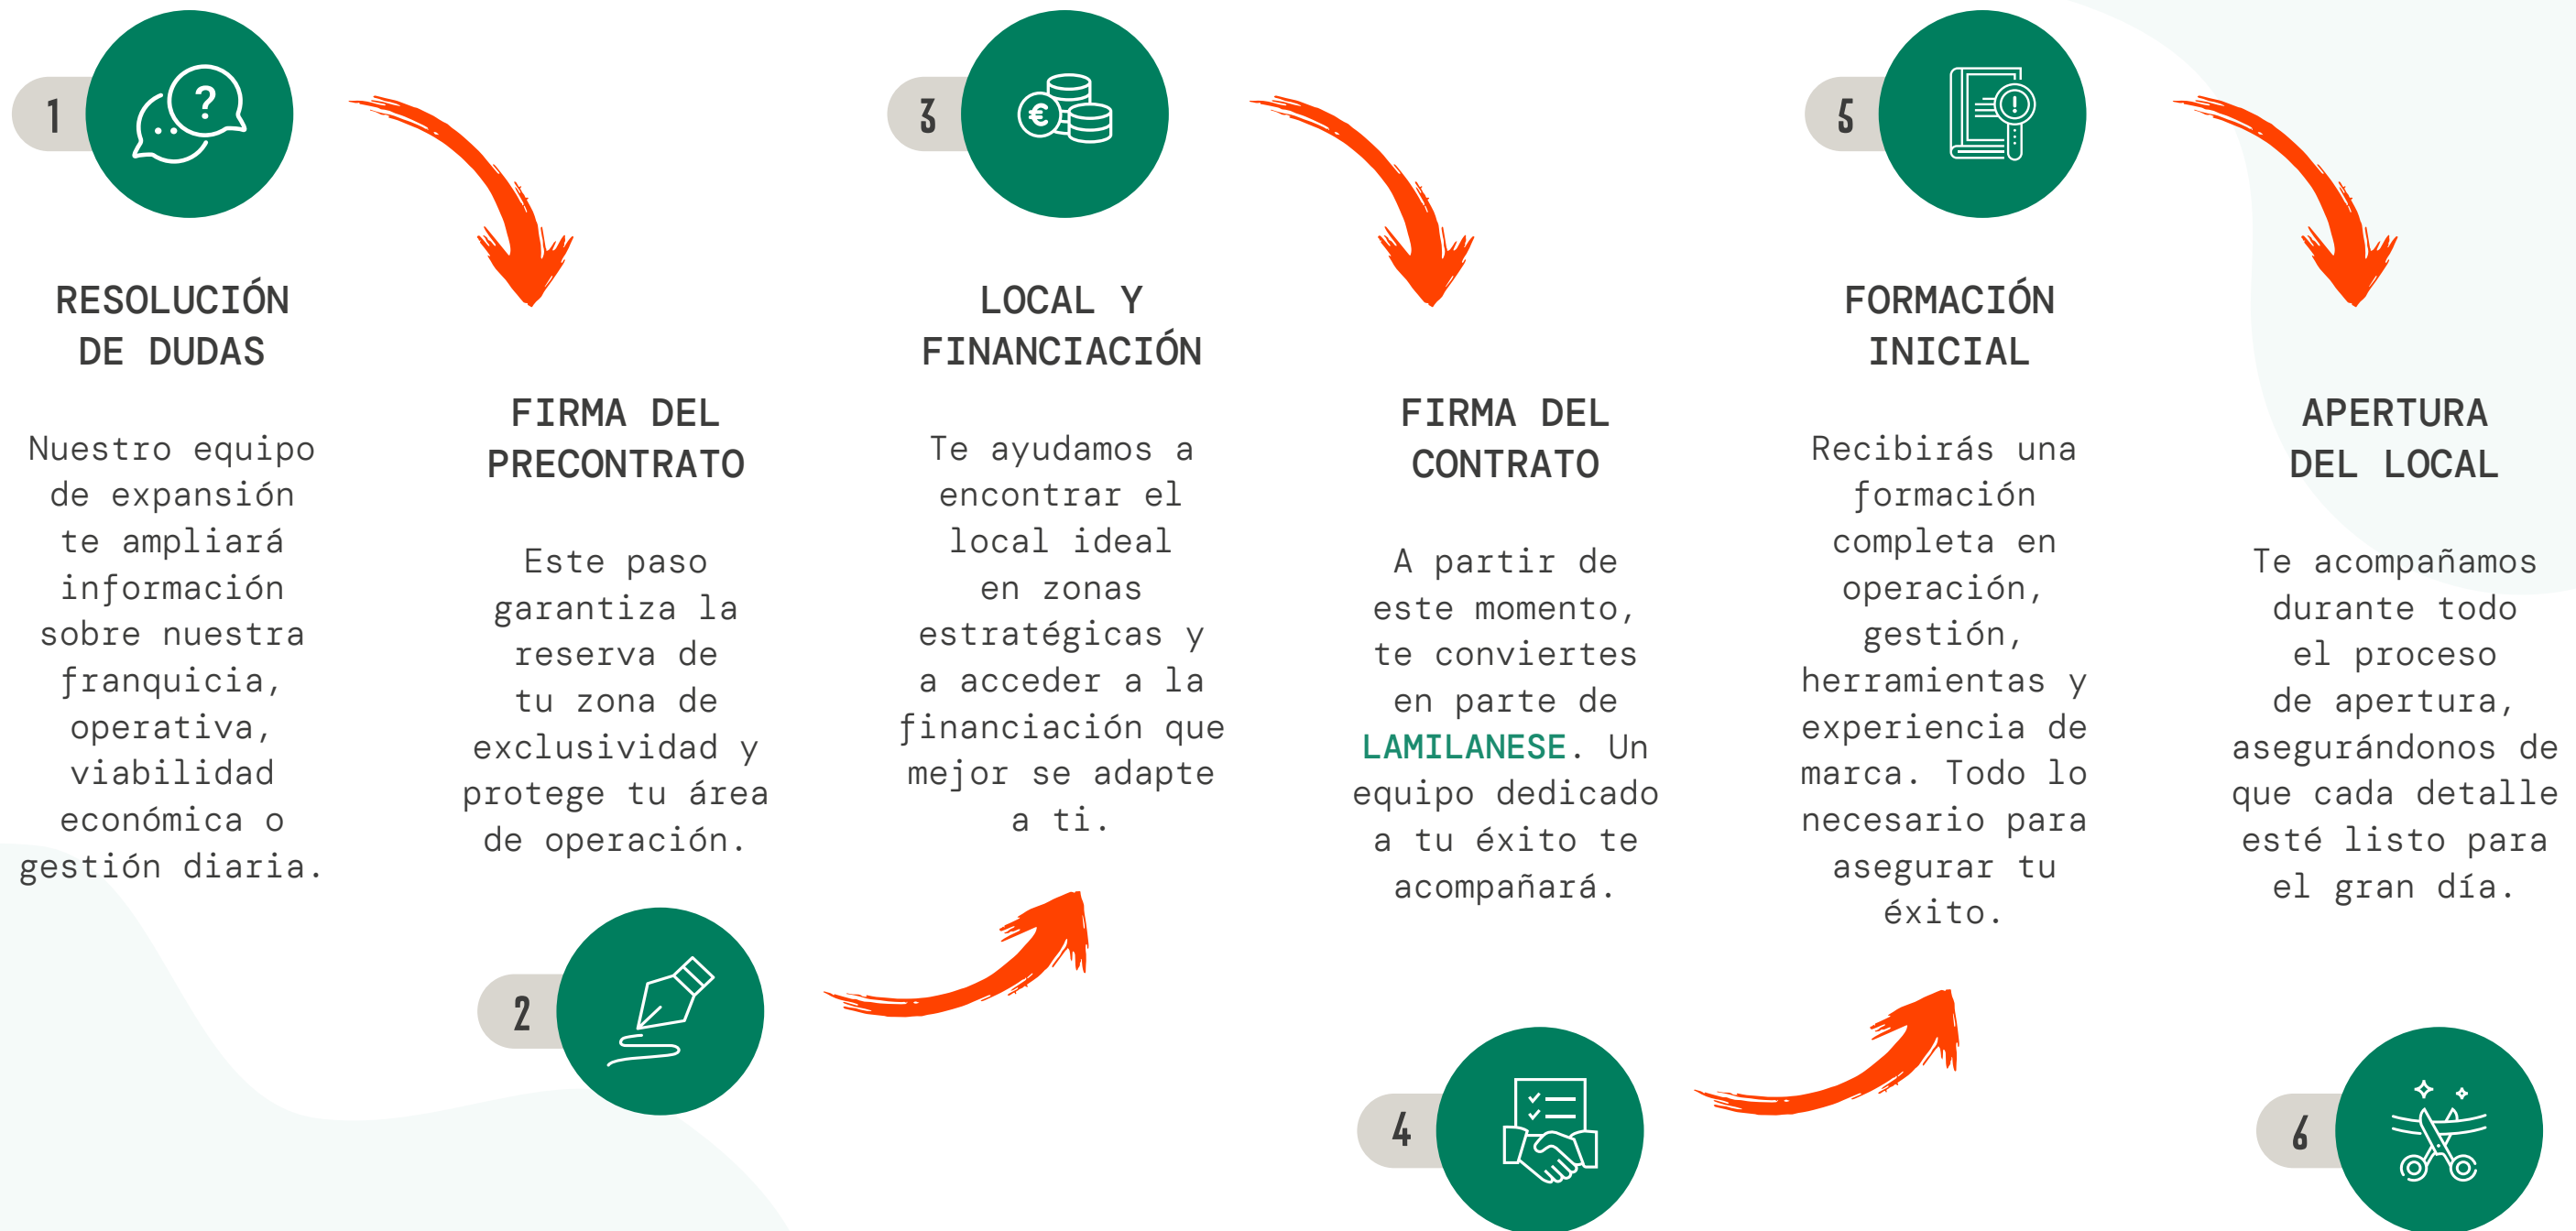 1
RESOLUCIÓN
DE DUDAS
Nuestro equipo
de expansión
te ampliará
información
sobre nuestra
franquicia,
operativa,
viabilidad
económica o
gestión diaria.
FIRMA DEL
PRECONTRATO
Este paso
garantiza la
reserva de
tu zona de
exclusividad y
protege tu área
de operación.
2
3
€
LOCAL Y
FINANCIACIÓN
Te ayudamos a
encontrar el
local ideal
en zonas
estratégicas y
a acceder a la
financiación que
mejor se adapte
a ti.
FIRMA DEL
CONTRATO
A partir de
este momento,
te conviertes
en parte de
LAMILANESE. Un
equipo dedicado
a tu éxito te
acompañará.
4
5
FORMACIÓN
INICIAL
Recibirás una
formación
completa en
operación,
gestión,
herramientas y
experiencia de
marca. Todo lo
necesario para
asegurar tu
éxito.
APERTURA
DEL LOCAL
Te acompañamos
durante todo
el proceso
de apertura,
asegurándonos de
que cada detalle
esté listo para
el gran día.
6